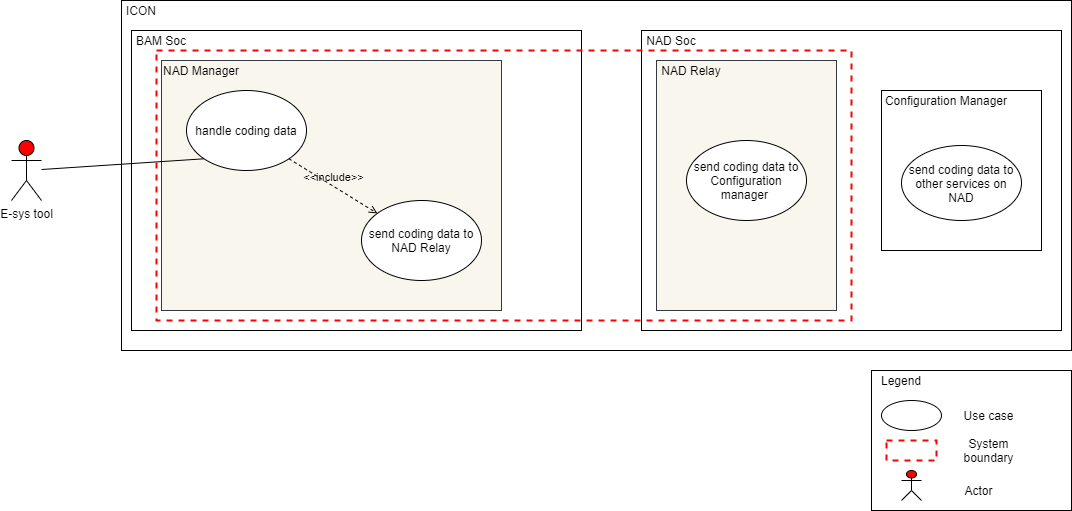 ICON
BAM Soc
NAD Soc
NAD Manager
NAD Relay
Configuration Manager
handle coding data
<<include>>
send coding data to
NAD Relay
send coding data to
Configuration
manager
send coding data to
other services on
NAD
E-sys tool
Legend
Use case
System
boundary
Actor